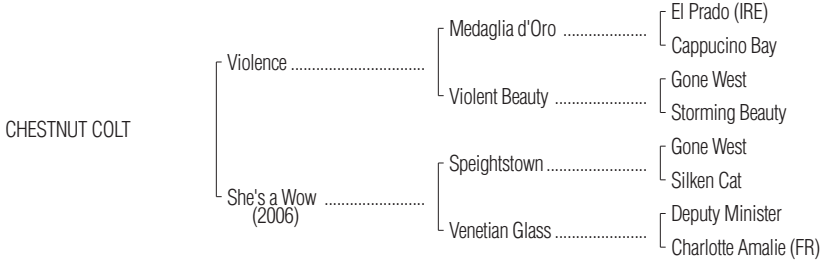 El Prado (IRE)
Medaglia d'Oro .....................
Cappucino Bay
Violence .................................
Gone West
Violent Beauty .......................
Storming Beauty
CHESTNUT COLT
Gone West
Speightstown .........................
Silken Cat
She's a Wow .........................
(2006)
Deputy Minister
Venetian Glass .......................
Charlotte Amalie (FR)